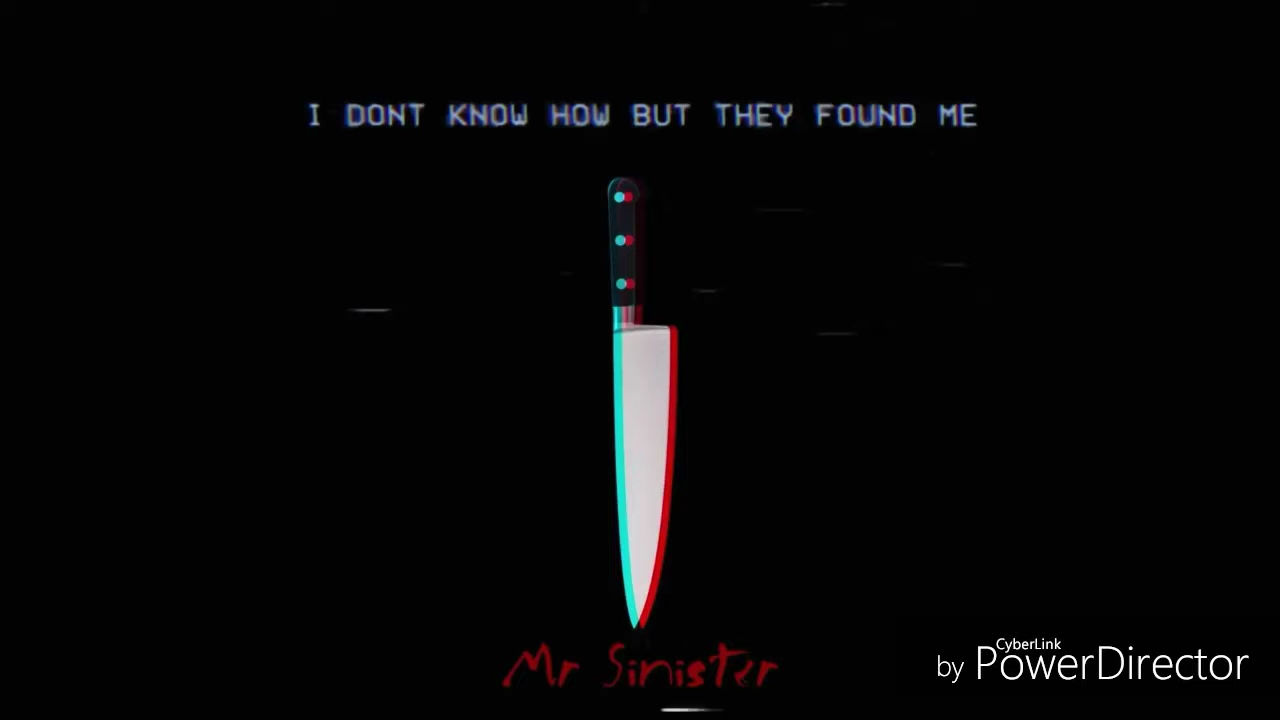 I DONT KNOW HOW BUT THEY FOUND ME
Mr Sinister
CyberLink
by PowerDirector